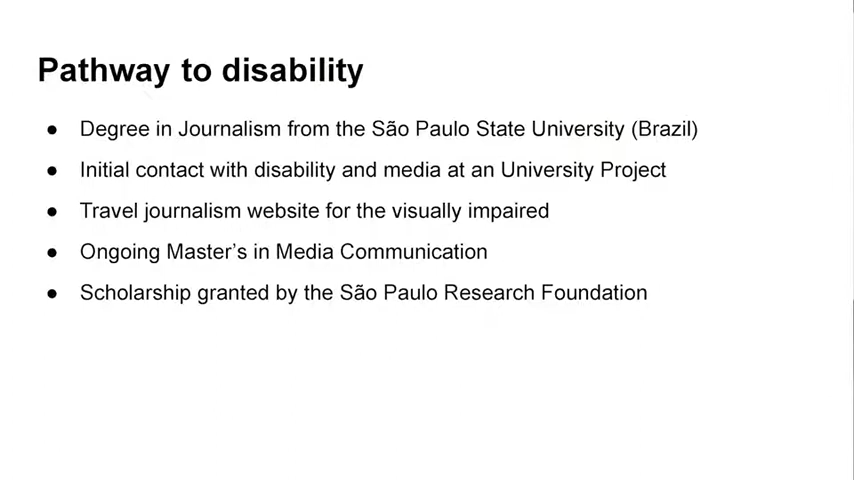 Pathway to disability
● Degree in Journalism from the São Paulo State University (Brazil)
● Initial contact with disability and media at an University Project
● Travel journalism website for the visually impaired
● Ongoing Master's in Media Communication
● Scholarship granted by the São Paulo Research Foundation